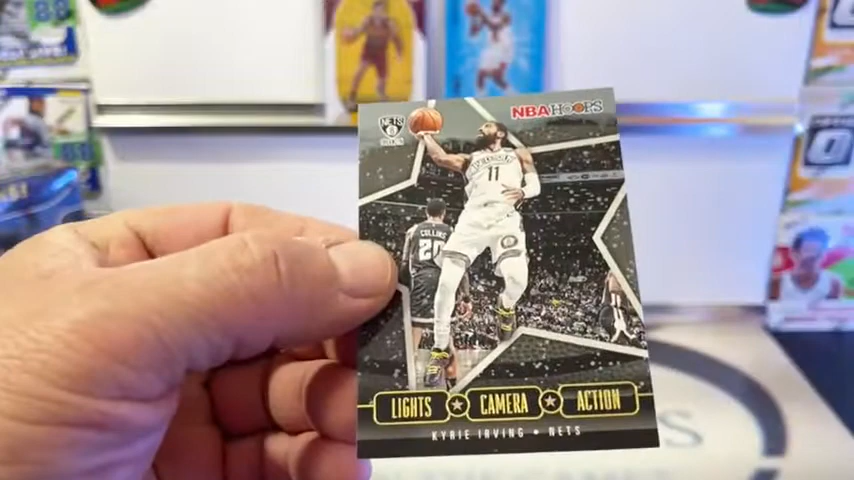 NETS
NBA HOOPS
11
COLLINS
20
LIGHTS ★ CAMERA ★ ACTION
KYRIE IRVING ★ NETS